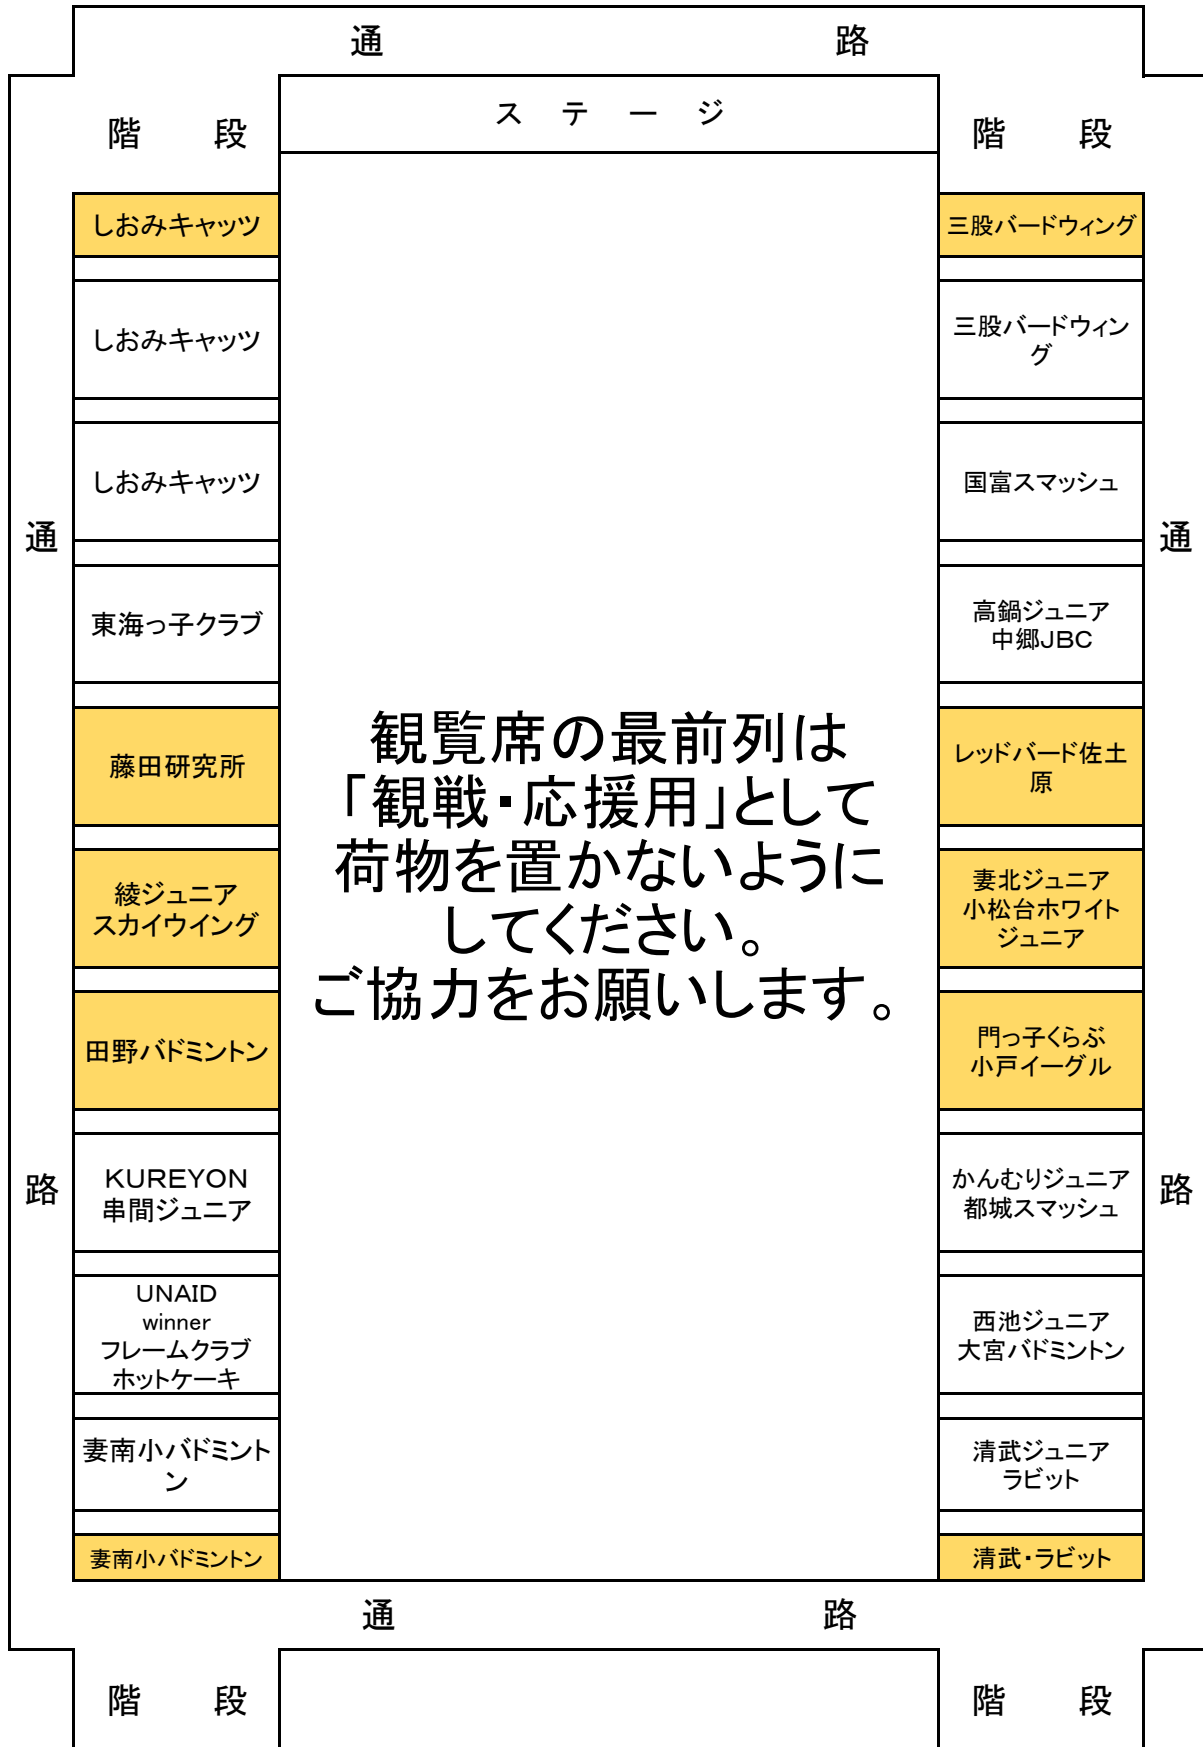 通　路
階　段
ステージ
階　段
しおみキャッツ
しおみキャッツ
しおみキャッツ
東海っ子クラブ
藤田研究所
綾ジュニア
スカイウイング
田野バドミントン
KUREYON
串間ジュニア
UNAID
winner
フレームクラブ
ホットケーキ
妻南小バドミント
ン
妻南小バドミントン
通　路
観覧席の最前列は
「観戦・応援用」として
荷物を置かないように
してください。
ご協力をお願いします。
三股バードウィング
三股バードウィン
グ
国富スマッシュ
高鍋ジュニア
中郷JBC
レッドバード佐土
原
妻北ジュニア
小松台ホワイト
ジュニア
門っ子くらぶ
小戸イーグル
かんむりジュニア
都城スマッシュ
西池ジュニア
大宮バドミントン
清武ジュニア
ラビット
清武・ラビット
通　路
通　路
階　段
階　段